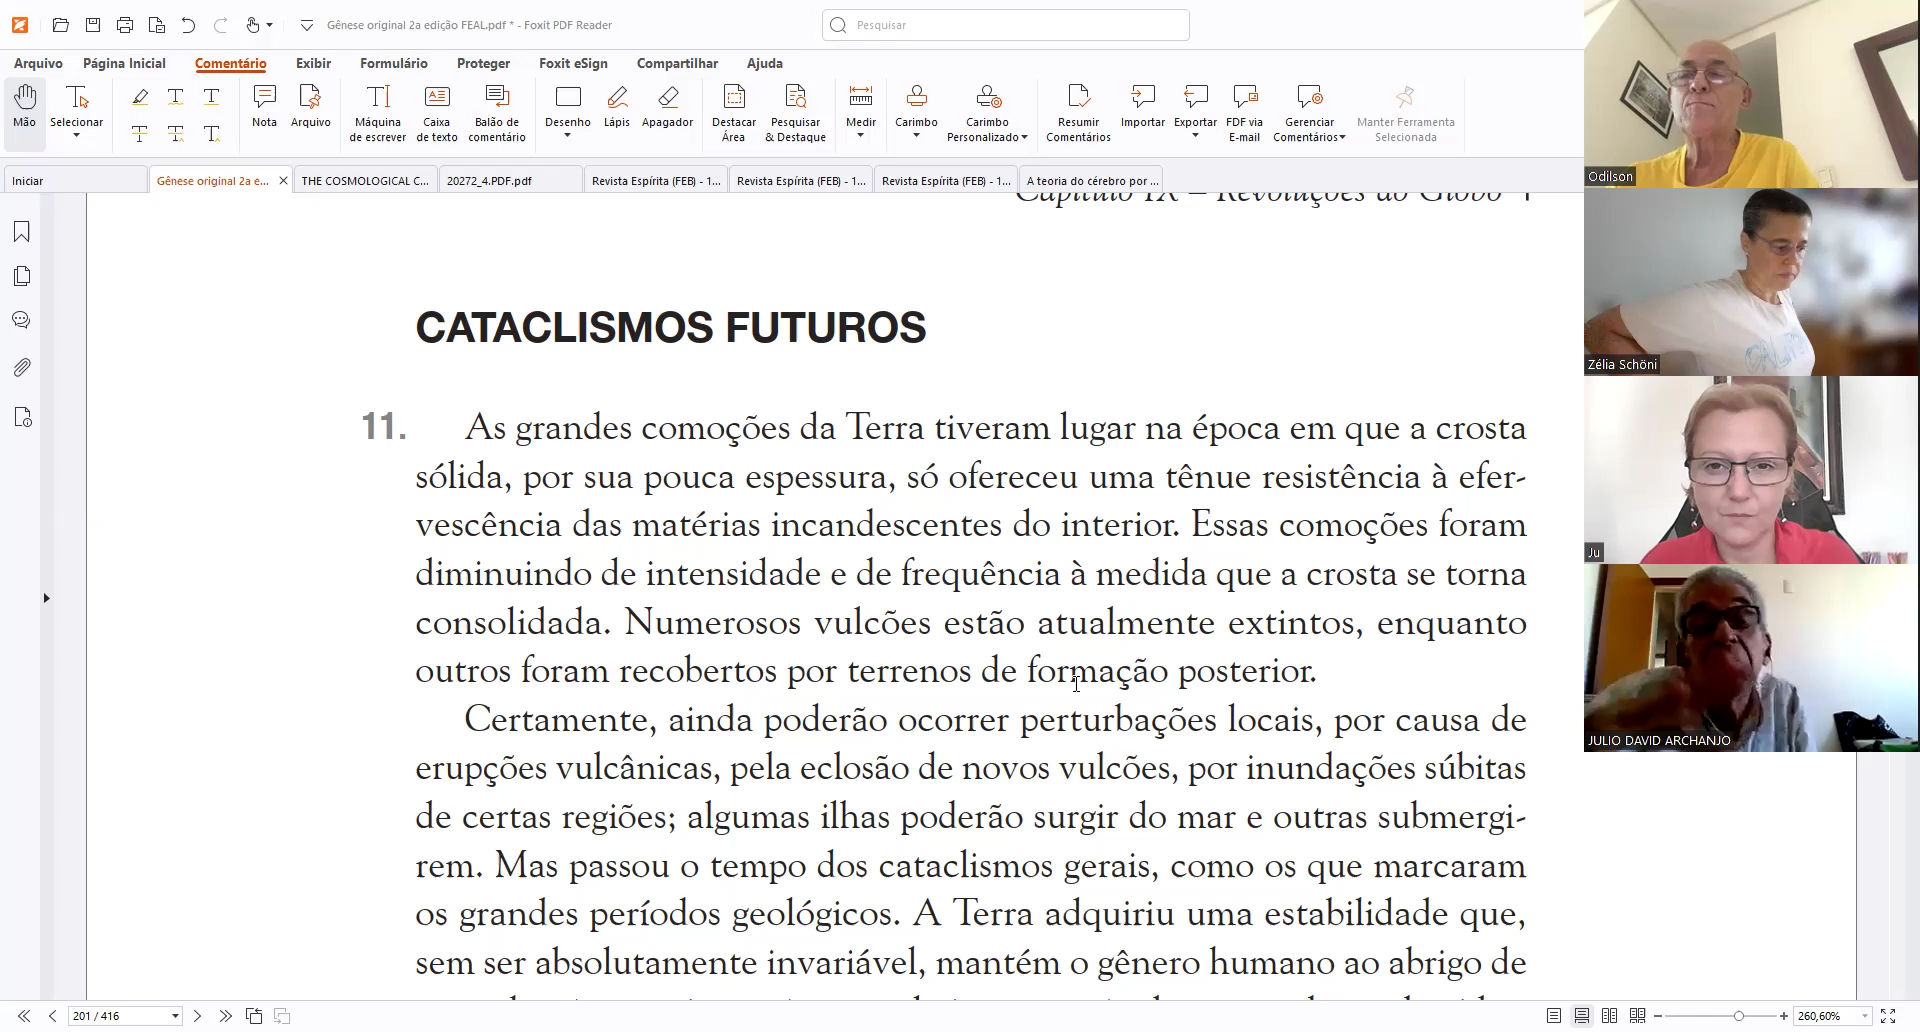 Gênese original 2a edição FEAL.pdf * - Foxit PDF Reader
Pesquisar
Arquivo Página Inicial Comentário Exibir Formulário Proteger Foxit eSign Compartilhar Ajuda
Mão
Selecionar
Nota
Arquivo
Máquina de escrever
Caixa de texto
Balão de comentário
Desenho
Lápis
Apagador
Destacar Área
Pesquisar & Destaque
Medir
Carimbo
Carimbo Personalizado
Resumir Comentários
Importar
Exportar
FDF via E-mail
Gerenciar Comentários
Manter Ferramenta Selecionada
Iniciar
Gênese original 2a e...
THE COSMOLOGICAL C...
20272_4.PDF.pdf
Revista Espírita (FEB) - 1...
Revista Espírita (FEB) - 1...
Revista Espírita (FEB) - 1...
A teoria do cérebro por ...
Capítulo IX – Revoluções do Globo
CATACLISMOS FUTUROS
11. As grandes comoções da Terra tiveram lugar na época em que a crosta
sólida, por sua pouca espessura, só ofereceu uma tênue resistência à efer-
vescência das matérias incandescentes do interior. Essas comoções foram
diminuindo de intensidade e de frequência à medida que a crosta se torna
consolidada. Numerosos vulcões estão atualmente extintos, enquanto
outros foram recobertos por terrenos de formação posterior.
Certamente, ainda poderão ocorrer perturbações locais, por causa de
erupções vulcânicas, pela eclosão de novos vulcões, por inundações súbitas
de certas regiões; algumas ilhas poderão surgir do mar e outras submergi-
rem. Mas passou o tempo dos cataclismos gerais, como os que marcaram
os grandes períodos geológicos. A Terra adquiriu uma estabilidade que,
sem ser absolutamente invariável, mantém o gênero humano ao abrigo de
Odilson
Zélia Schöni
Ju
JULIO DAVID ARCHANJO
201 / 416
260,60%